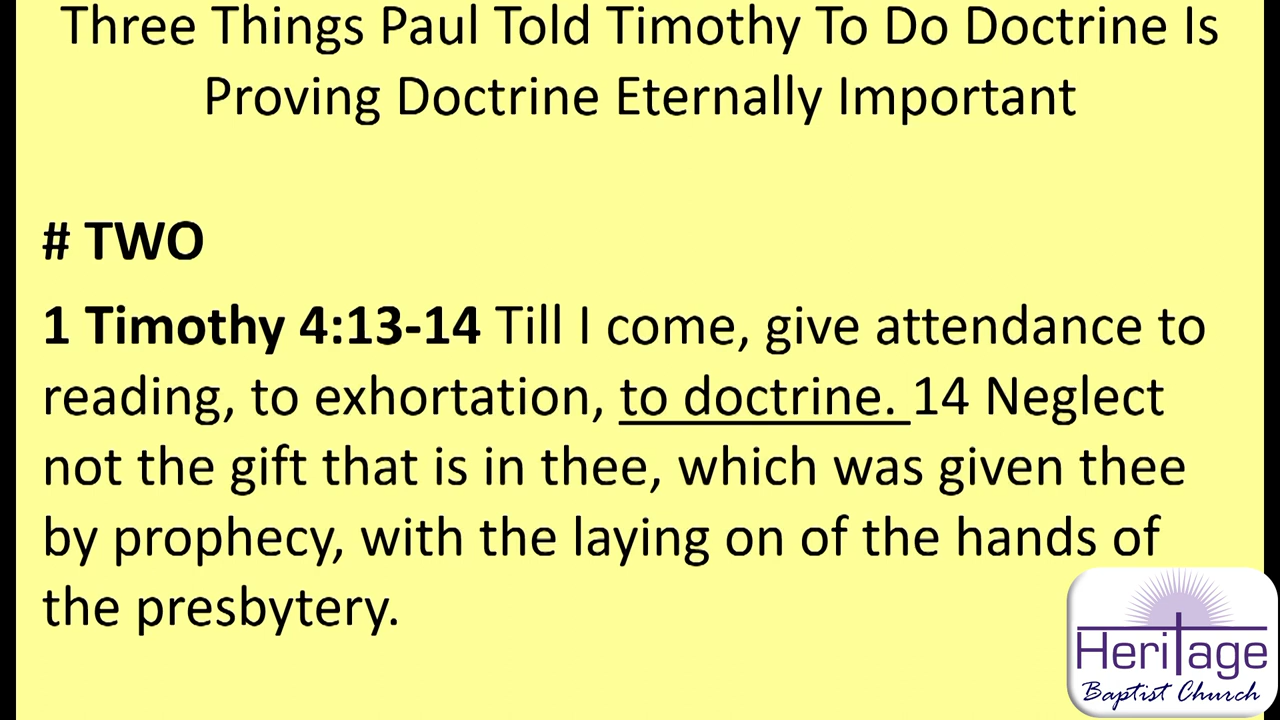 Three Things Paul Told Timothy To Do Doctrine Is
Proving Doctrine Eternally Important
# TWO
1 Timothy 4:13-14 Till I come, give attendance to
reading, to exhortation, to doctrine. 14 Neglect
not the gift that is in thee, which was given thee
by prophecy, with the laying on of the hands of
the presbytery.
Heritage
Baptist Church